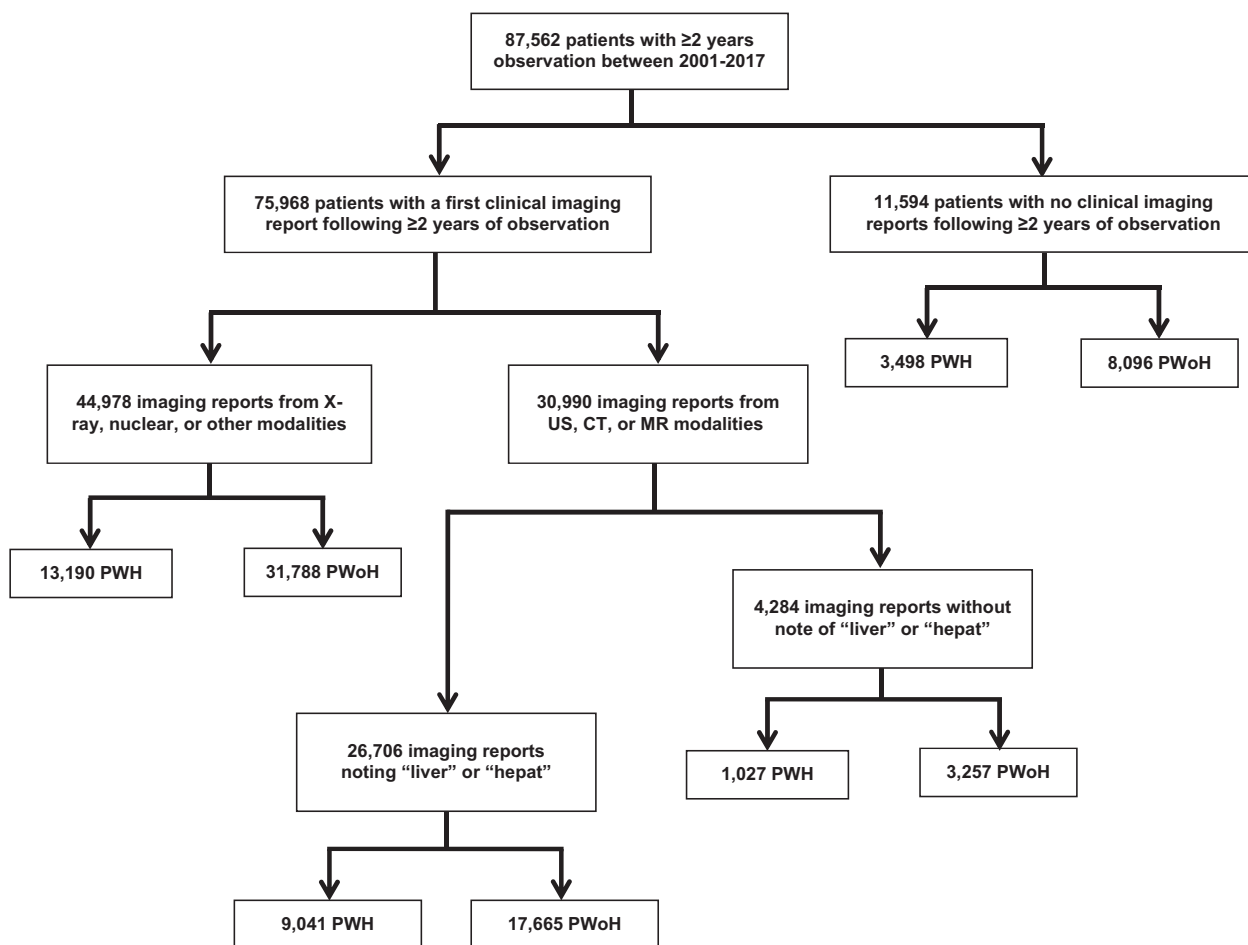 87,562 patients with ≥2 years
observation between 2001-2017
75,968 patients with a first clinical imaging
report following ≥2 years of observation
11,594 patients with no clinical imaging
reports following ≥2 years of observation
3,498 PWH
8,096 PWoH
44,978 imaging reports from X-
ray, nuclear, or other modalities
30,990 imaging reports from
US, CT, or MR modalities
13,190 PWH
31,788 PWoH
4,284 imaging reports without
note of “liver” or “hepat”
26,706 imaging reports
noting “liver” or “hepat”
1,027 PWH
3,257 PWoH
9,041 PWH
17,665 PWoH